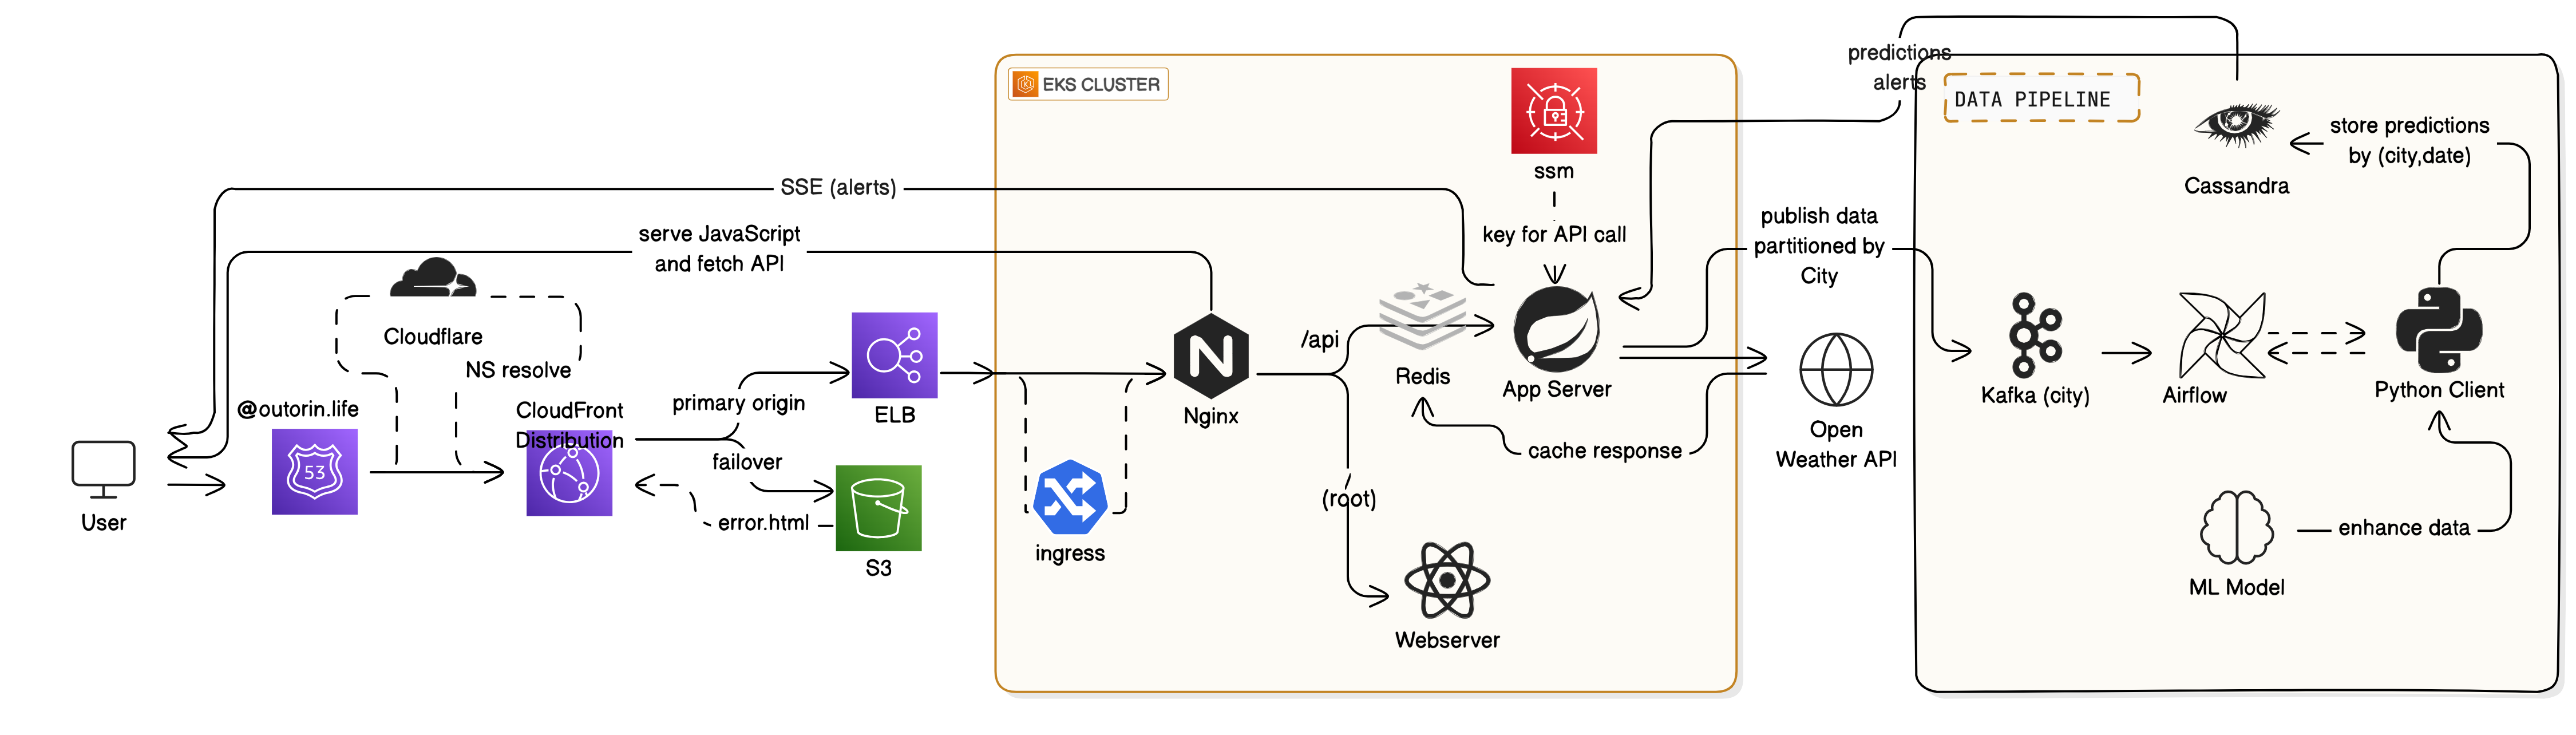 predictions
alerts
EKS CLUSTER
DATA PIPELINE
store predictions
by (city,date)
ssm
Cassandra
SSE (alerts)
publish data
partitioned by
City
serve JavaScript
and fetch API
key for API call
Cloudflare
/api
NS resolve
Redis
App Server
Kafka (city)
Airflow
Python Client
@outorin.life
CloudFront
Distribution
primary origin
ELB
Nginx
Open
Weather API
cache response
failover
53
(root)
User
error.html
enhance data
ingress
S3
ML Model
Webserver